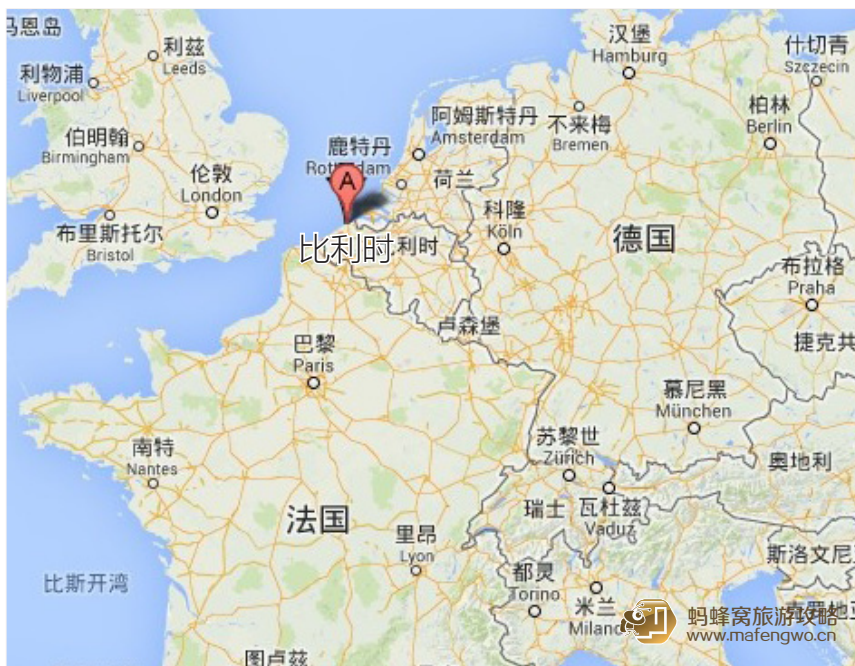 马恩岛
利兹
Leeds
利物浦
Liverpool
伯明翰
Birmingham
伦敦
London
布里斯托尔
Bristol
汉堡
Hamburg
什切青
Szczecin
阿姆斯特丹
Amsterdam
不来梅
Bremen
柏林
Berlin
鹿特丹
荷兰
A
科隆
Köln
德国
比利时
利时
布拉格
Praha
捷克共
卢森堡
巴黎
Paris
慕尼黑
München
苏黎世
Zürich
奥地利
南特
Nantes
瑞士
瓦杜兹
Vaduz
法国
里昂
Lyon
斯洛文尼
比斯开湾
都灵
Torino
米兰
Milano
图卢兹
蚂蜂窝旅游攻略
www.mafengwo.cn